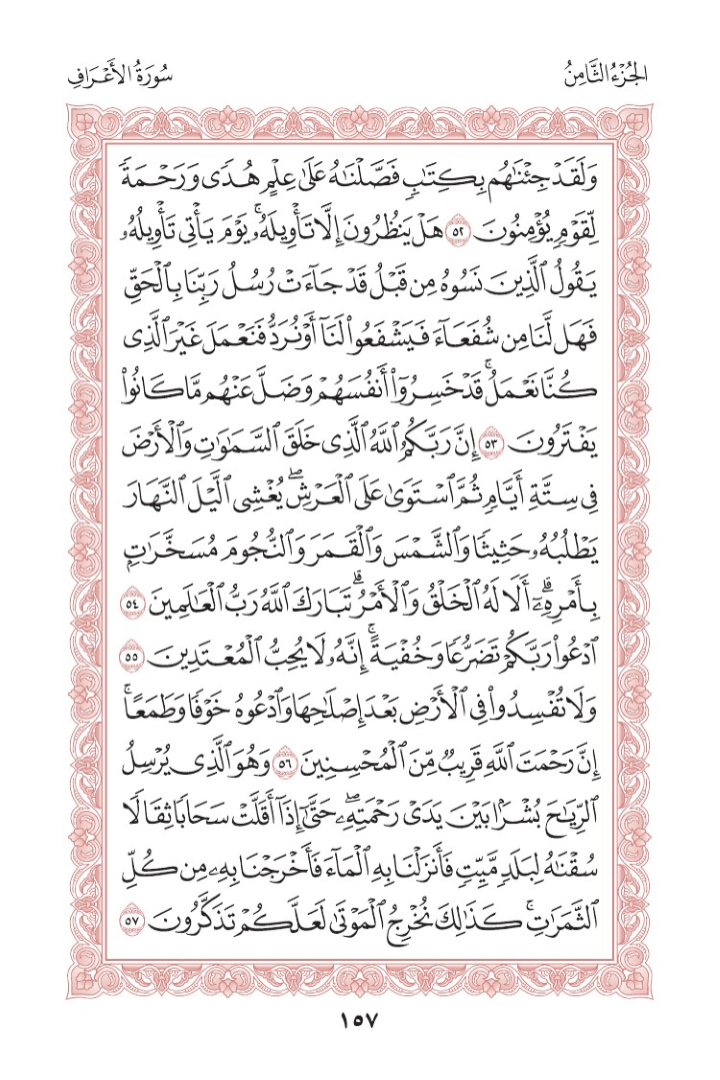 الجُزْءُ الثَّامِنُ
سُورَةُ الأَعْرَافِ
وَلَقَدْ جِئْنَٰهُم بِكِتَٰبٖ فَصَّلْنَٰهُ عَلَىٰ عِلْمٍ هُدٗى وَرَحْمَةٗ
لِّقَوْمٖ يُؤْمِنُونَ ٥٢ هَلْ يَنظُرُونَ إِلَّا تَأْوِيلَهُۥۚ يَوْمَ يَأْتِي تَأْوِيلُهُۥ
يَقُولُ ٱلَّذِينَ نَسُوهُ مِن قَبْلُ قَدْ جَآءَتْ رُسُلُ رَبِّنَا بِٱلْحَقِّ
فَهَل لَّنَا مِن شُفَعَآءَ فَيَشْفَعُوا۟ لَنَآ أَوْ نُرَدُّ فَنَعْمَلَ غَيْرَ ٱلَّذِي
كُنَّا نَعْمَلُۚ قَدْ خَسِرُوٓا۟ أَنفُسَهُمْ وَضَلَّ عَنْهُم مَّا كَانُوا۟
يَفْتَرُونَ ٥٣ إِنَّ رَبَّكُمُ ٱللَّهُ ٱلَّذِي خَلَقَ ٱلسَّمَٰوَٰتِ وَٱلْأَرْضَ
فِي سِتَّةِ أَيَّامٖ ثُمَّ ٱسْتَوَىٰ عَلَى ٱلْعَرْشِۖ يُغْشِي ٱلَّيْلَ ٱلنَّهَارَ
يَطْلُبُهُۥ حَثِيثٗا وَٱلشَّمْسَ وَٱلْقَمَرَ وَٱلنُّجُومَ مُسَخَّرَٰتِۭ
بِأَمْرِهِۦٓۗ أَلَا لَهُ ٱلْخَلْقُ وَٱلْأَمْرُۗ تَبَارَكَ ٱللَّهُ رَبُّ ٱلْعَٰلَمِينَ ٥٤
ٱدْعُوا۟ رَبَّكُمْ تَضَرُّعٗا وَخُفْيَةًۚ إِنَّهُۥ لَا يُحِبُّ ٱلْمُعْتَدِينَ ٥٥
وَلَا تُفْسِدُوا۟ فِي ٱلْأَرْضِ بَعْدَ إِصْلَٰحِهَا وَٱدْعُوهُ خَوْفٗا وَطَمَعًاۚ
إِنَّ رَحْمَتَ ٱللَّهِ قَرِيبٞ مِّنَ ٱلْمُحْسِنِينَ ٥٦ وَهُوَ ٱلَّذِي يُرْسِلُ
ٱلرِّيَٰحَ بُشْرَۢا بَيْنَ يَدَيْ رَحْمَتِهِۦۖ حَتَّىٰٓ إِذَآ أَقَلَّتْ سَحَابٗا ثِقَالٗا
سُقْنَٰهُ لِبَلَدٖ مَّيِّتٖ فَأَنزَلْنَا بِهِ ٱلْمَآءَ فَأَخْرَجْنَا بِهِۦ مِن كُلِّ
ٱلثَّمَرَٰتِۚ كَذَٰلِكَ نُخْرِجُ ٱلْمَوْتَىٰ لَعَلَّكُمْ تَذَكَّرُونَ ٥٧
١٥٧